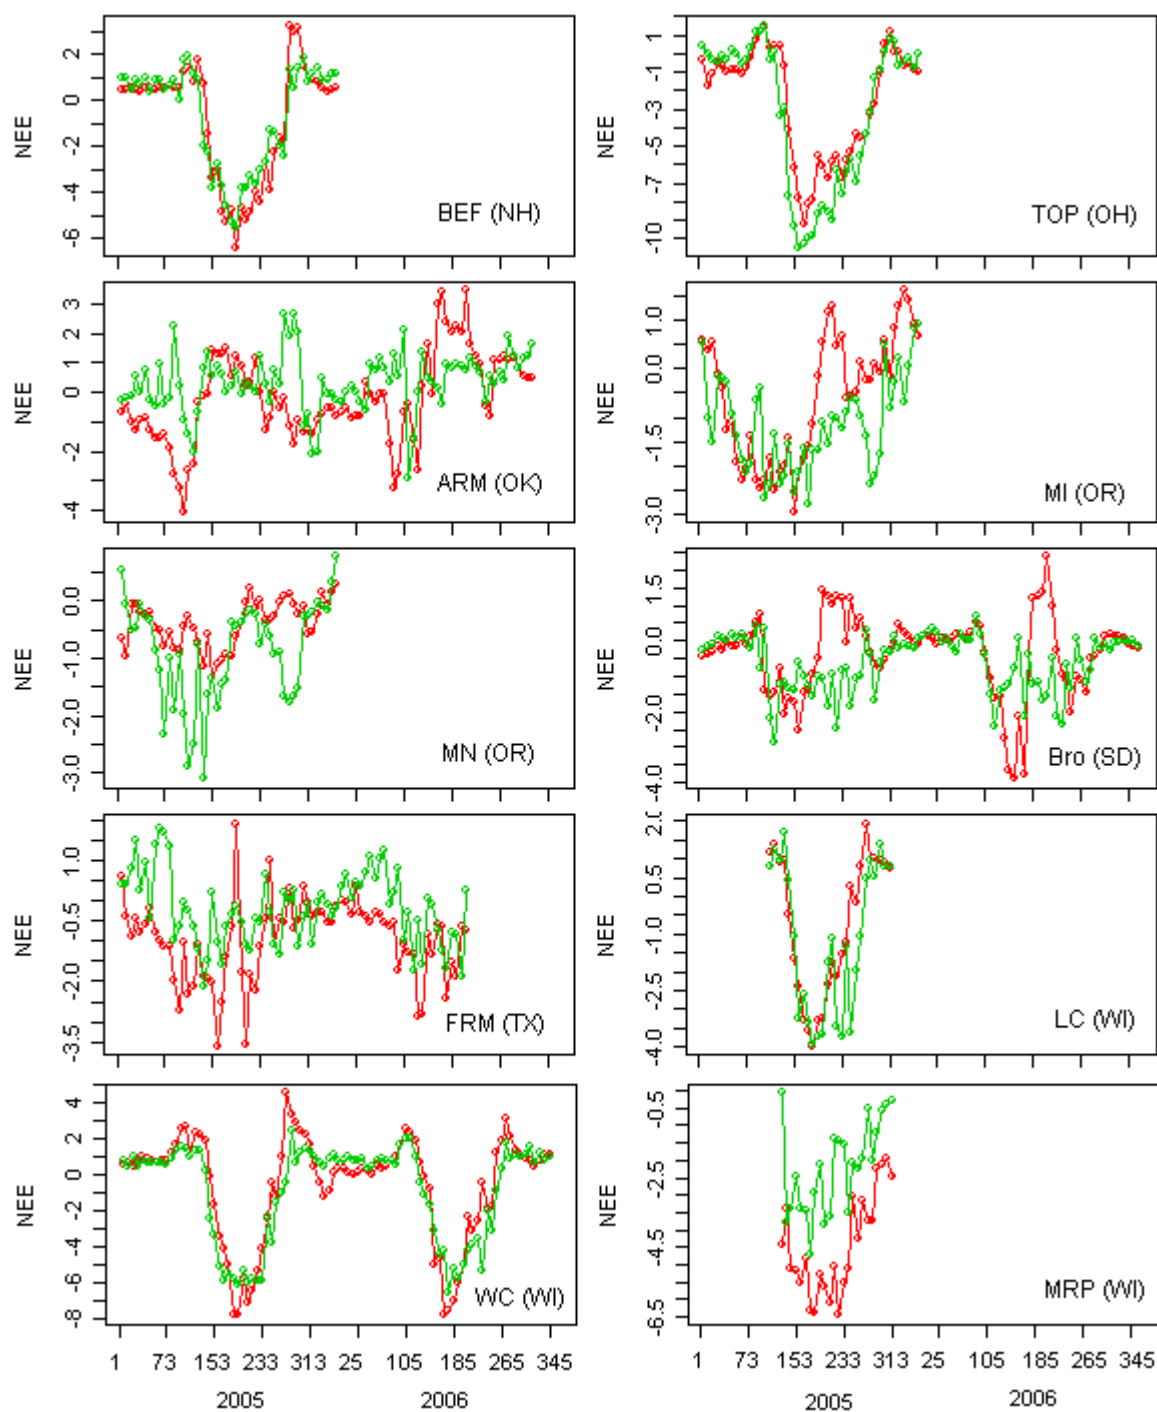 NEE 2 0 -2 -4 -6 BEF (NH)
NEE 1 -1 -3 -5 -7 -10 TOP (OH)
NEE 3 2 1 0 -2 -4 ARM (OK)
NEE 1.0 0.0 -1.5 -3.0 MI (OR)
NEE 0.0 -1.0 -2.0 -3.0 MN (OR)
NEE 1.5 0.0 -2.0 -4.0 Bro (SD)
NEE 1.0 -0.5 -2.0 -3.5 FRM (TX)
NEE 2.0 0.5 -1.0 -2.5 -4.0 LC (WI)
NEE 4 2 0 -2 -4 -6 -8 WC (WI)
NEE -0.5 -2.5 -4.5 -6.5 MRP (WI)
1 73 153 233 313 25 105 185 265 345
1 73 153 233 313 25 105 185 265 345
2005 2006
2005 2006